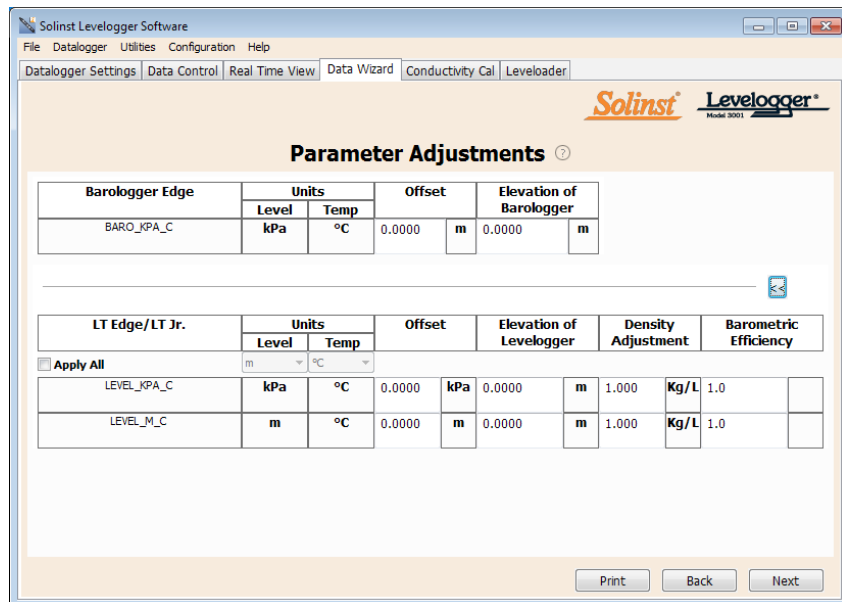 Solinst Levelogger Software
File Datalogger Utilities Configuration Help
Datalogger Settings Data Control Real Time View Data Wizard Conductivity Cal Leveloader
Solinst Levelogger
Model 3001
Parameter Adjustments ?
Barologger Edge Units Offset Elevation of Barologger
Level Temp
BARO_KPA_C kPa °C 0.0000 m 0.0000 m
<<
LT Edge/LT Jr. Units Offset Elevation of Levelogger Density Adjustment Barometric Efficiency
Level Temp
Apply All m °C
LEVEL_KPA_C kPa °C 0.0000 kPa 0.0000 m 1.000 Kg/L 1.0
LEVEL_M_C m °C 0.0000 m 0.0000 m 1.000 Kg/L 1.0
Print Back Next